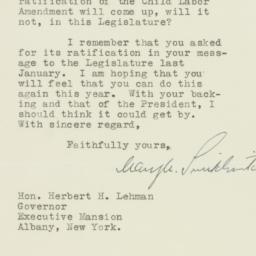 ratification of the Child Labor
Amendment will come up, will it
not, in this Legislature?
I remember that you asked
for its ratification in your mess-
age to the Legislature last
January. I am hoping that you
will feel that you can do this
again this year. With your back-
ing and that of the President, I
should think it could get by.
With sincere regard,
Faithfully yours,
Hon. Herbert H. Lehman
Governor
Executive Mansion
Albany, New York.